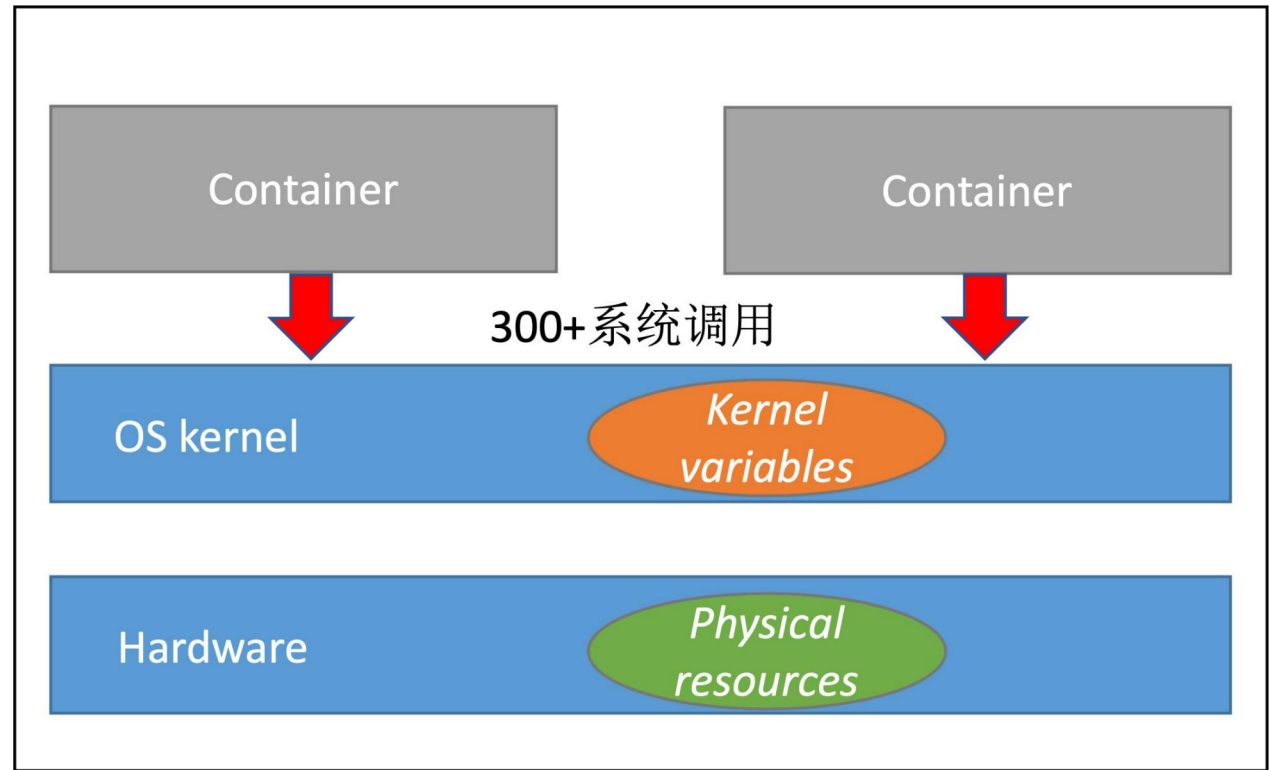 Container
Container
300+系统调用
OS kernel
Kernel
variables
Hardware
Physical
resources